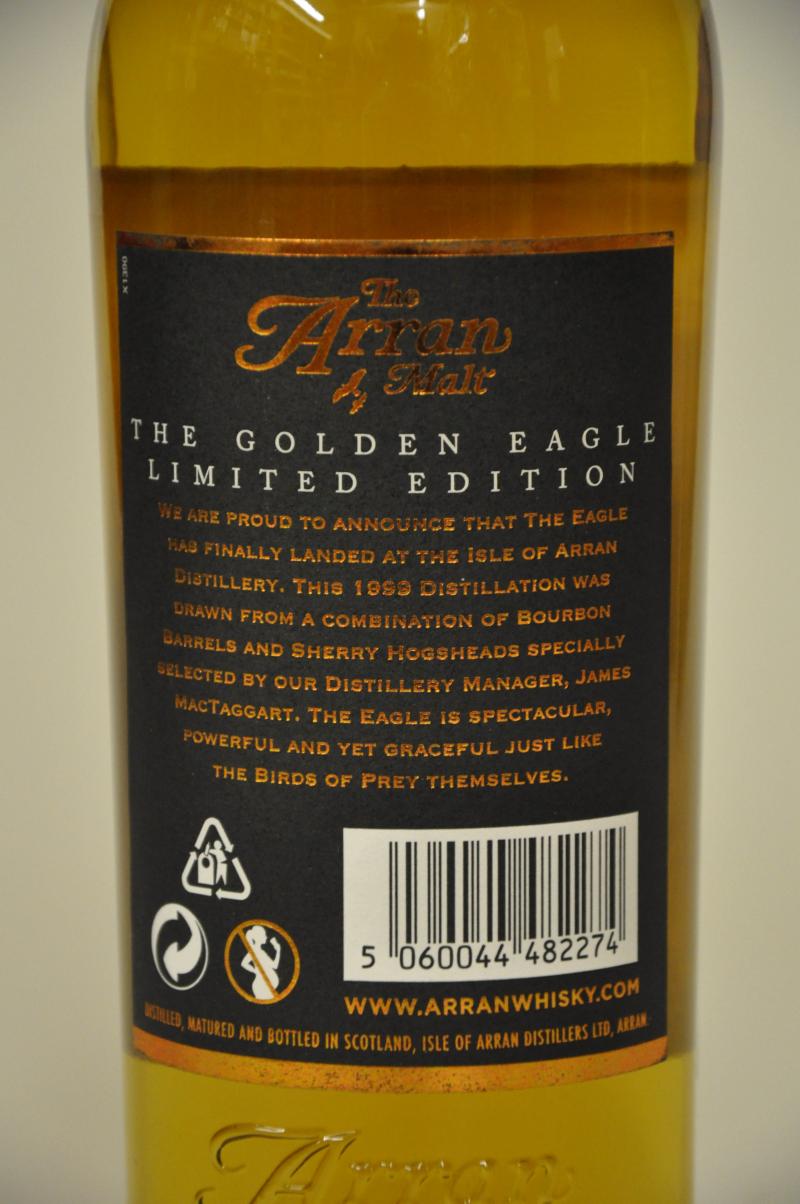 X1390
The
Arran
Malt
THE GOLDEN EAGLE
LIMITED EDITION
WE ARE PROUD TO ANNOUNCE THAT THE EAGLE
HAS FINALLY LANDED AT THE ISLE OF ARRAN
DISTILLERY. THIS 1999 DISTILLATION WAS
DRAWN FROM A COMBINATION OF BOURBON
BARRELS AND SHERRY HOGSHEADS SPECIALLY
SELECTED BY OUR DISTILLERY MANAGER, JAMES
MACTAGGART. THE EAGLE IS SPECTACULAR,
POWERFUL AND YET GRACEFUL JUST LIKE
THE BIRDS OF PREY THEMSELVES.
5 060044 482274
WWW.ARRANWHISKY.COM
DISTILLED, MATURED AND BOTTLED IN SCOTLAND, ISLE OF ARRAN DISTILLERS LTD, ARRAN.
Arran